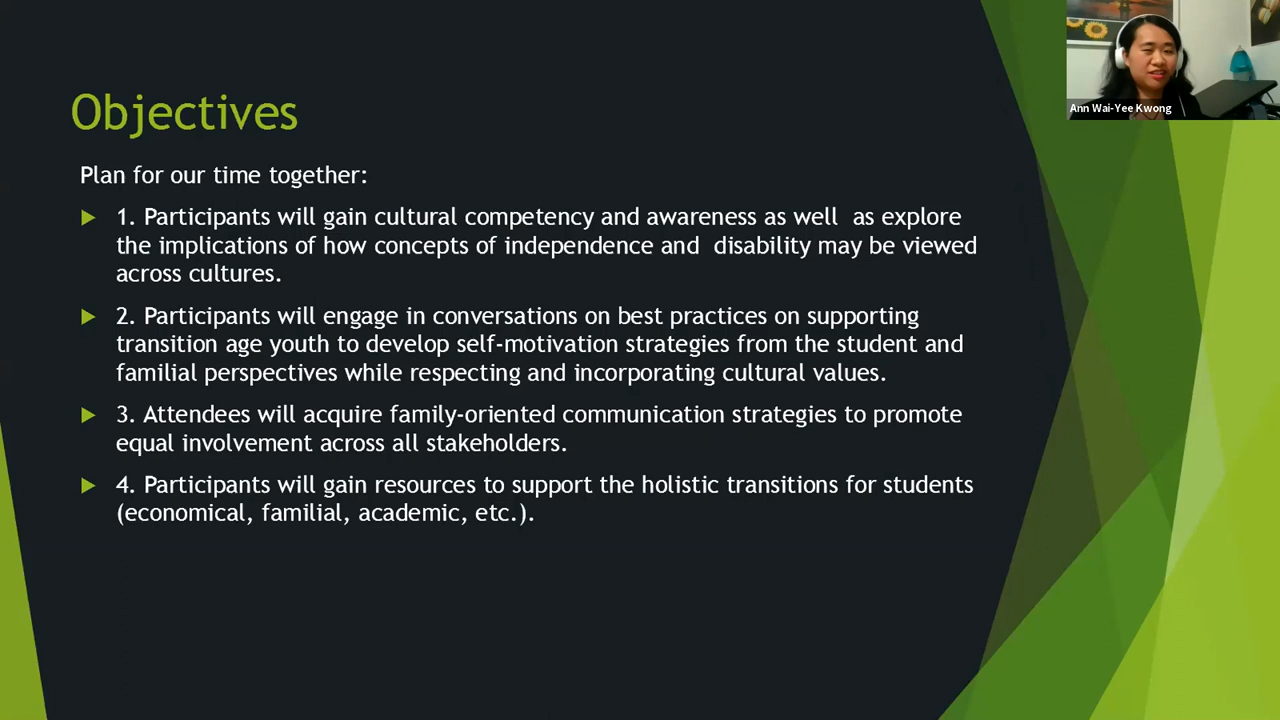 Objectives
Plan for our time together:
1. Participants will gain cultural competency and awareness as well  as explore
the implications of how concepts of independence and  disability may be viewed
across cultures.
2. Participants will engage in conversations on best practices on supporting
transition age youth to develop self-motivation strategies from the student and
familial perspectives while respecting and incorporating cultural values.
3. Attendees will acquire family-oriented communication strategies to promote
equal involvement across all stakeholders.
4. Participants will gain resources to support the holistic transitions for students
(economical, familial, academic, etc.).
Ann Wai-Yee Kwong